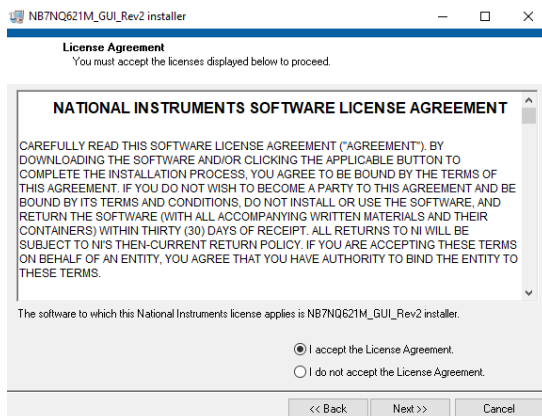 NB7NQ621M_GUI_Rev2 installer
License Agreement
You must accept the licenses displayed below to proceed.
NATIONAL INSTRUMENTS SOFTWARE LICENSE AGREEMENT
CAREFULLY READ THIS SOFTWARE LICENSE AGREEMENT ("AGREEMENT"). BY
DOWNLOADING THE SOFTWARE AND/OR CLICKING THE APPLICABLE BUTTON TO
COMPLETE THE INSTALLATION PROCESS, YOU AGREE TO BE BOUND BY THE TERMS OF
THIS AGREEMENT. IF YOU DO NOT WISH TO BECOME A PARTY TO THIS AGREEMENT AND BE
BOUND BY ITS TERMS AND CONDITIONS, DO NOT INSTALL OR USE THE SOFTWARE, AND
RETURN THE SOFTWARE (WITH ALL ACCOMPANYING WRITTEN MATERIALS AND THEIR
CONTAINERS) WITHIN THIRTY (30) DAYS OF RECEIPT. ALL RETURNS TO NI WILL BE
SUBJECT TO NI'S THEN-CURRENT RETURN POLICY. IF YOU ARE ACCEPTING THESE TERMS
ON BEHALF OF AN ENTITY, YOU AGREE THAT YOU HAVE AUTHORITY TO BIND THE ENTITY TO
THESE TERMS.
The software to which this National Instruments license applies is NB7NQ621M_GUI_Rev2 installer.
I accept the License Agreement.
I do not accept the License Agreement.
<< Back Next >> Cancel